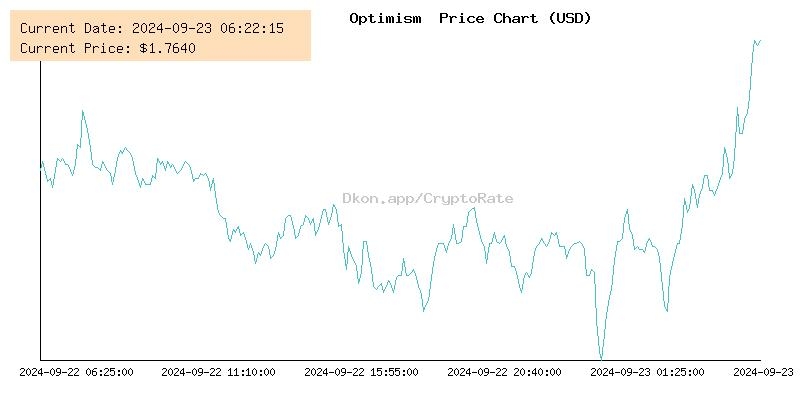 Optimism  Price Chart (USD)
Current Date: 2024-09-23 06:22:15
Current Price: $1.7640
Dkon.app/CryptoRate
2024-09-22 06:25:00 2024-09-22 11:10:00 2024-09-22 15:55:00 2024-09-22 20:40:00 2024-09-23 01:25:00 2024-09-23